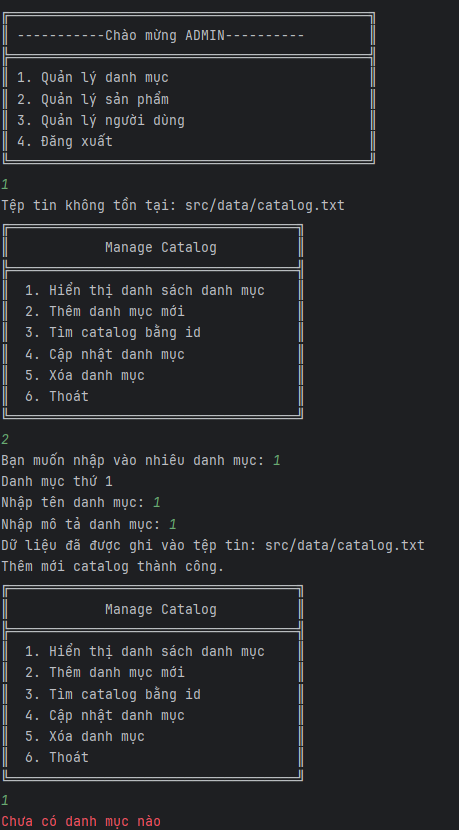 -----------Chào mừng ADMIN----------
1. Quản lý danh mục
2. Quản lý sản phẩm
3. Quản lý người dùng
4. Đăng xuất
1
Tệp tin không tồn tại: src/data/catalog.txt
Manage Catalog
1. Hiển thị danh sách danh mục
2. Thêm danh mục mới
3. Tìm catalog bằng id
4. Cập nhật danh mục
5. Xóa danh mục
6. Thoát
2
Bạn muốn nhập vào nhiêu danh mục: 1
Danh mục thứ 1
Nhập tên danh mục: 1
Nhập mô tả danh mục: 1
Dữ liệu đã được ghi vào tệp tin: src/data/catalog.txt
Thêm mới catalog thành công.
Manage Catalog
1. Hiển thị danh sách danh mục
2. Thêm danh mục mới
3. Tìm catalog bằng id
4. Cập nhật danh mục
5. Xóa danh mục
6. Thoát
1
Chưa có danh mục nào